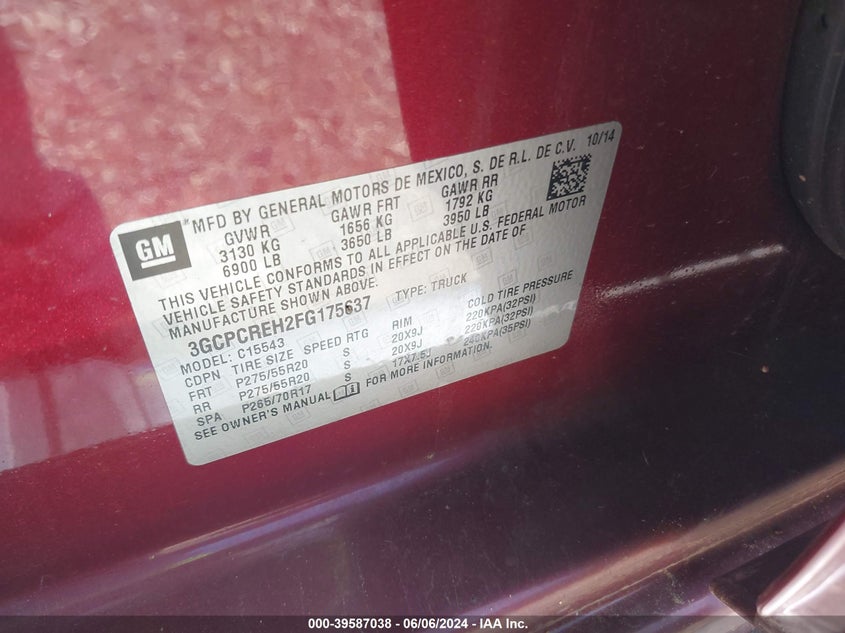 MFD BY GENERAL MOTORS DE MEXICO, S. DE R.L. DE C.V. 10/14
GM
GVWR GAWR FRT GAWR RR
3130 KG 1656 KG 1792 KG
6900 LB 3650 LB 3950 LB
THIS VEHICLE CONFORMS TO ALL APPLICABLE U.S. FEDERAL MOTOR
VEHICLE SAFETY STANDARDS IN EFFECT ON THE DATE OF
MANUFACTURE SHOWN ABOVE.
3GCPCREH2FG175637 TYPE: TRUCK
MODEL: C15543
CDPN TIRE SIZE SPEED RTG RIM COLD TIRE PRESSURE
FRT P275/55R20 S 20X9J 220KPA(32PSI)
RR P275/55R20 S 20X9J 220KPA(32PSI)
SPA P265/70R17 S 17X7.5J 240KPA(35PSI)
SEE OWNER'S MANUAL FOR MORE INFORMATION.
000-39587038 - 06/06/2024 - IAA Inc.